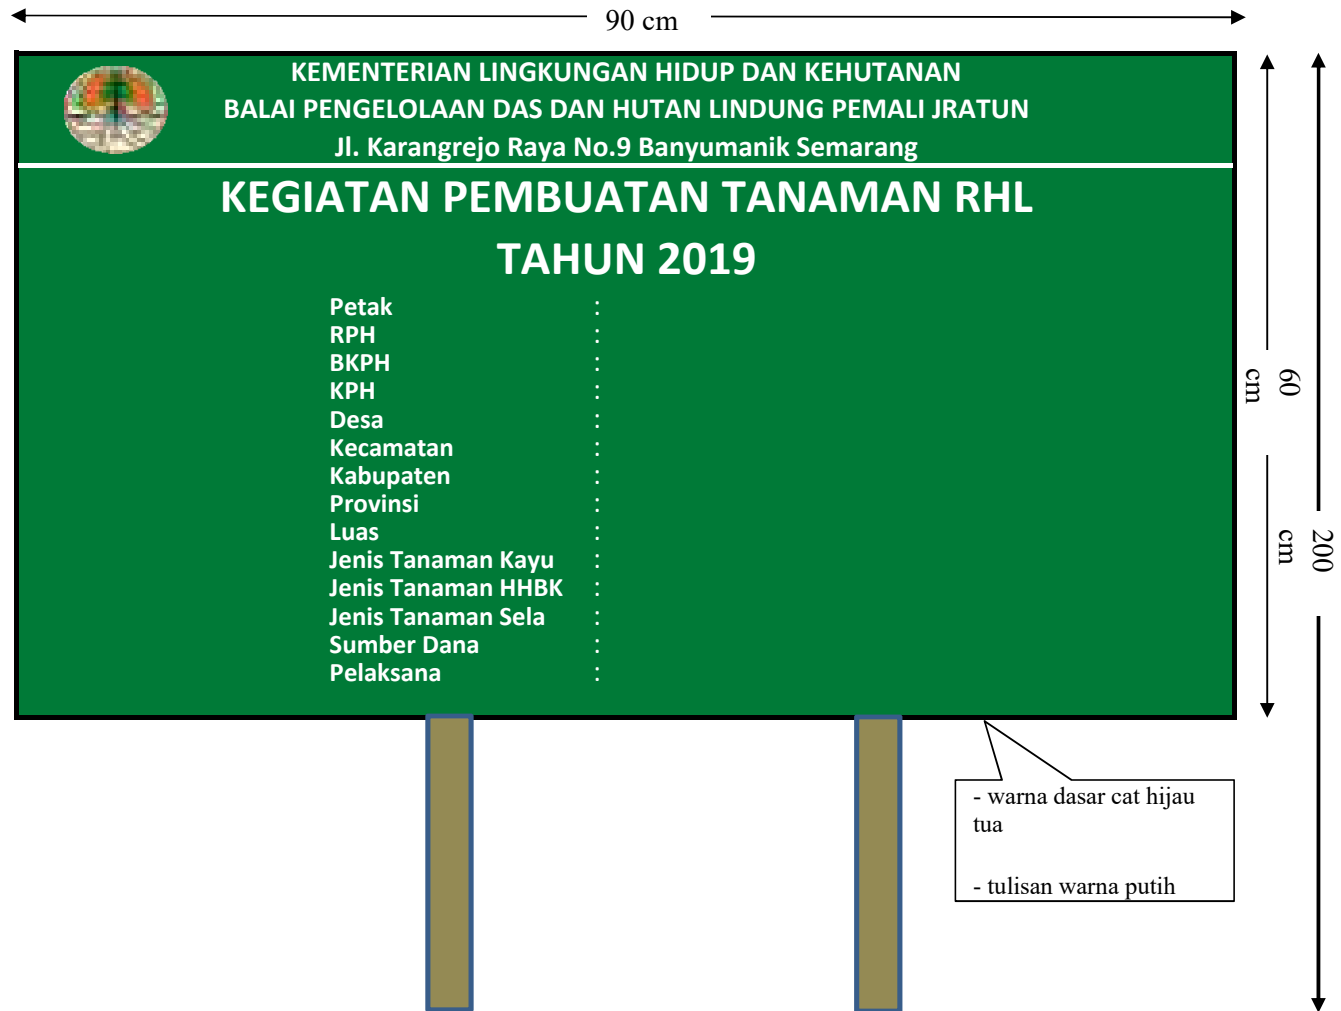 90 cm
KEMENTERIAN LINGKUNGAN HIDUP DAN KEHUTANAN
BALAI PENGELOLAAN DAS DAN HUTAN LINDUNG PEMALI JRATUN
Jl. Karangrejo Raya No.9 Banyumanik Semarang
KEGIATAN PEMBUATAN TANAMAN RHL
TAHUN 2019
Petak :
RPH :
BKPH :
KPH :
Desa :
Kecamatan :
Kabupaten :
Provinsi :
Luas :
Jenis Tanaman Kayu :
Jenis Tanaman HHBK :
Jenis Tanaman Sela :
Sumber Dana :
Pelaksana :
60
cm
200
cm
- warna dasar cat hijau
tua
- tulisan warna putih